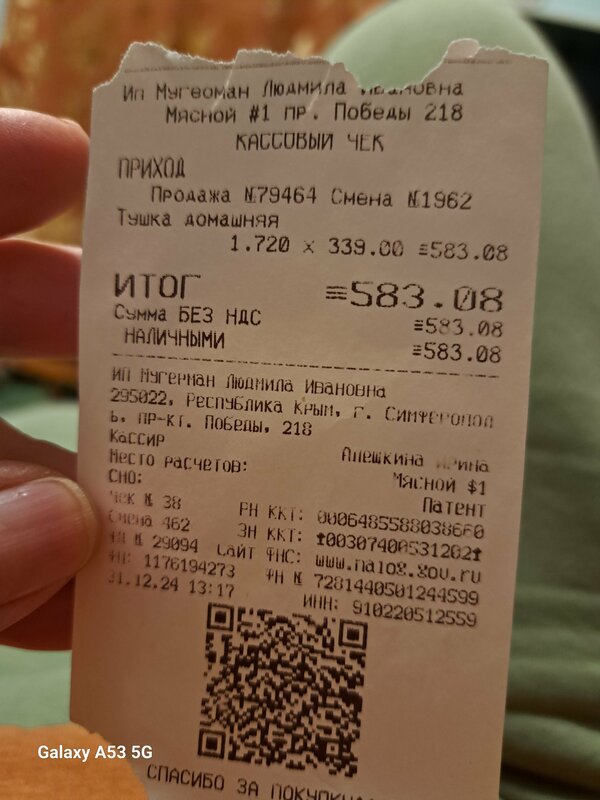 Ип Мугерман Людмила Ивановна
Мясной #1 пр. Победы 218
КАССОВЫЙ ЧЕК
ПРИХОД
Продажа №79464 Смена №1962
Тушка домашняя
1.720 x 339.00 ≡583.08
ИТОГ ≡583.08
Сумма БЕЗ НДС ≡583.08
НАЛИЧНЫМИ ≡583.08
ИП Мугерман Людмила Ивановна
295022, Республика Крым, г. Симферопол
ь, пр-кт. Победы, 218
Кассир Алешкина Ирина
Место расчетов: Мясной $1
СНО: Патент
Чек № 38 РН ККТ: 0006485588038660
Смена 462 ЗН ККТ: 00307400531202
ФД № 29094 Сайт ФНС: www.nalog.gov.ru
ФП: 1176194273 ФН № 7281440501244599
31.12.24 13:17 ИНН: 910220512559
СПАСИБО ЗА ПОКУПКУ
Galaxy A53 5G